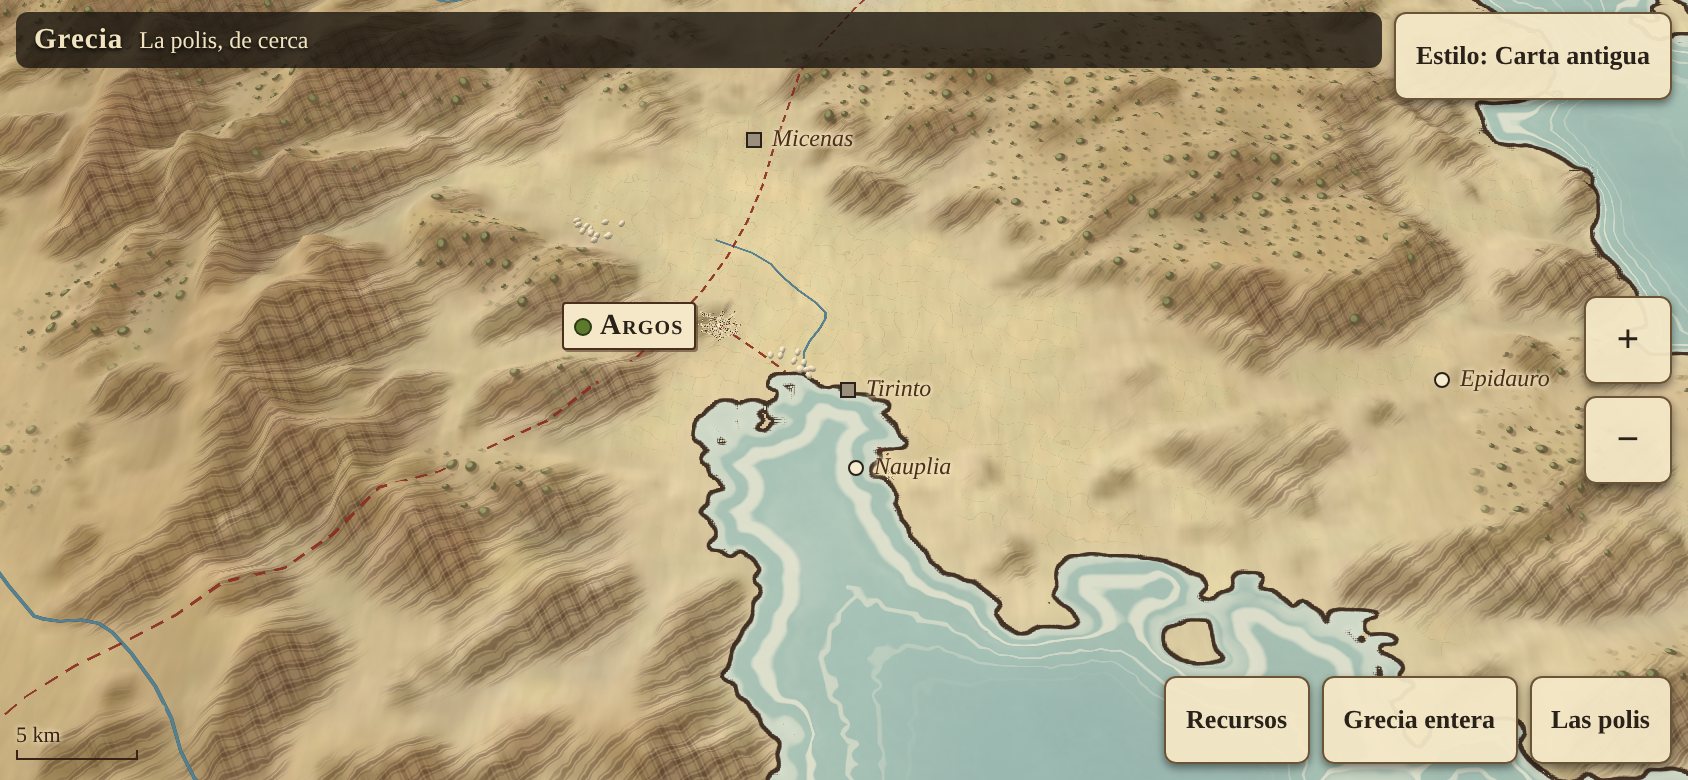 Grecia La polis, de cerca
Estilo: Carta antigua
Micenas
Argos
+
Tirinto
Epidauro
−
Nauplia
Recursos
Grecia entera
Las polis
5 km